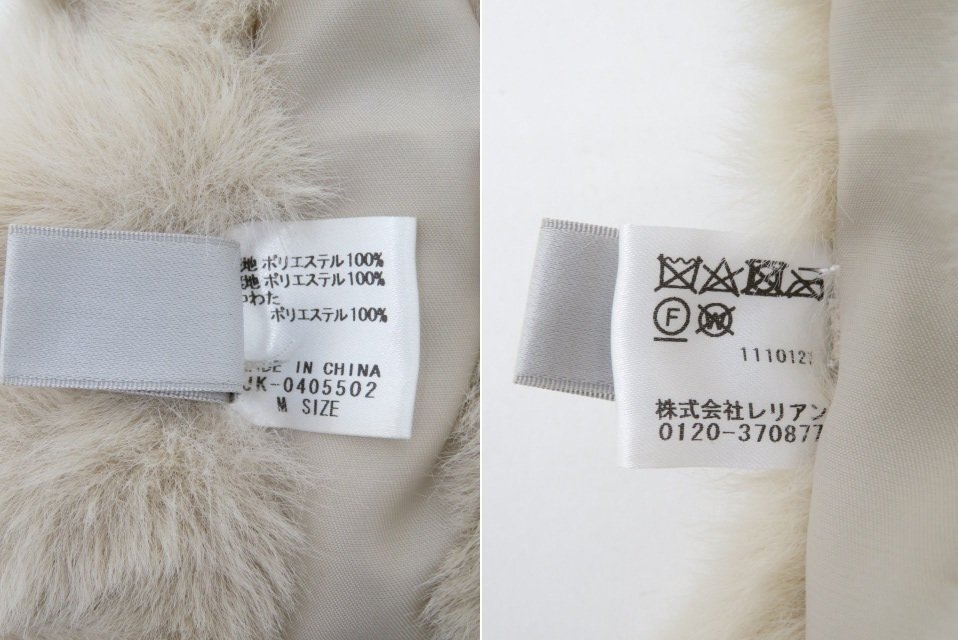 地 ポリエステル100%
地 ポリエステル100%
わた
ポリエステル100%
IN CHINA
JK-0405502
M SIZE
F
W
111012
株式会社レリアン
0120-370877